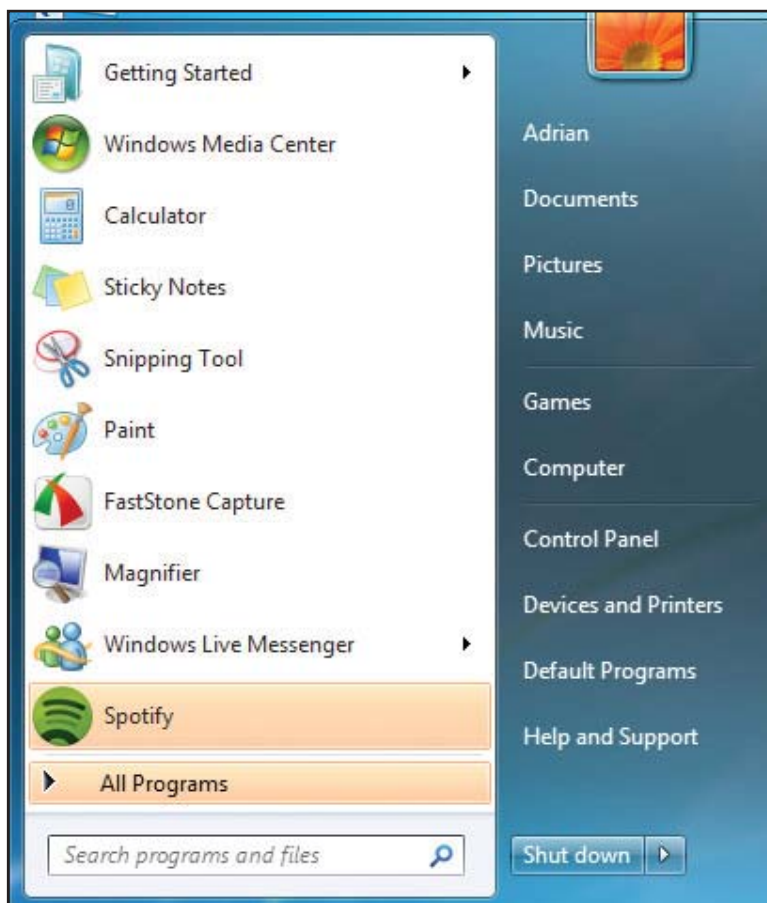 Getting Started
Windows Media Center
Calculator
Sticky Notes
Snipping Tool
Paint
FastStone Capture
Magnifier
Windows Live Messenger
Spotify
All Programs
Search programs and files
Adrian
Documents
Pictures
Music
Games
Computer
Control Panel
Devices and Printers
Default Programs
Help and Support
Shut down